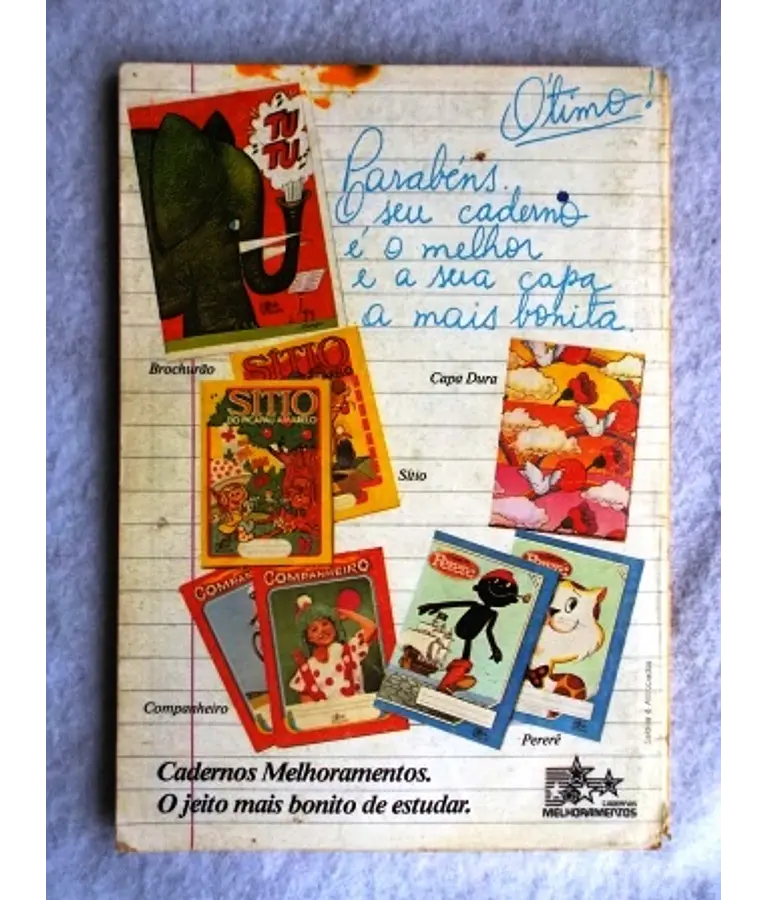 Ótimo!
Parabéns.
O seu caderno
é o melhor
e a sua capa
a mais bonita.
TU
TU...
Brochurão
SÍTIO
SÍTIO
DO PICAPAU AMARELO
Sítio
Capa Dura
COMPANHEIRO
COMPANHEIRO
Companheiro
Pererê
Pererê
Pererê
Cadernos Melhoramentos.
O jeito mais bonito de estudar.
CADERNOS
MELHORAMENTOS